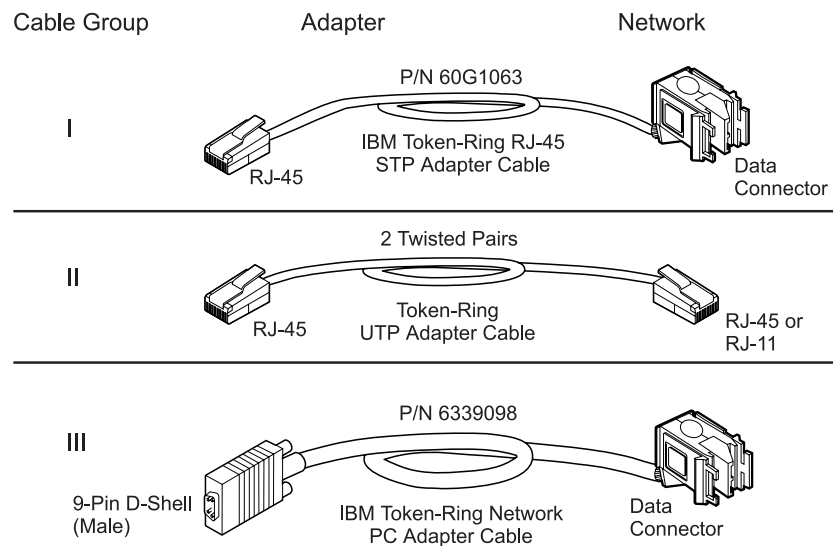 Cable Group Adapter Network
I
P/N 60G1063
IBM Token-Ring RJ-45
STP Adapter Cable
RJ-45
Data
Connector
II
2 Twisted Pairs
Token-Ring
UTP Adapter Cable
RJ-45
RJ-45 or
RJ-11
III
P/N 6339098
9-Pin D-Shell
(Male)
IBM Token-Ring Network
PC Adapter Cable
Data
Connector